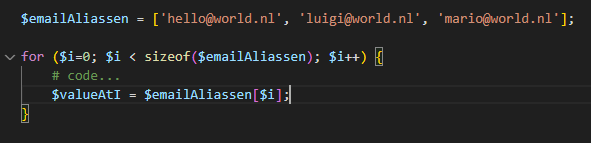 $emailAliassen = ['hello@world.nl', 'luigi@world.nl', 'mario@world.nl'];
for ($i=0; $i < sizeof($emailAliassen); $i++) {
# code...
$valueAtI = $emailAliassen[$i];
}